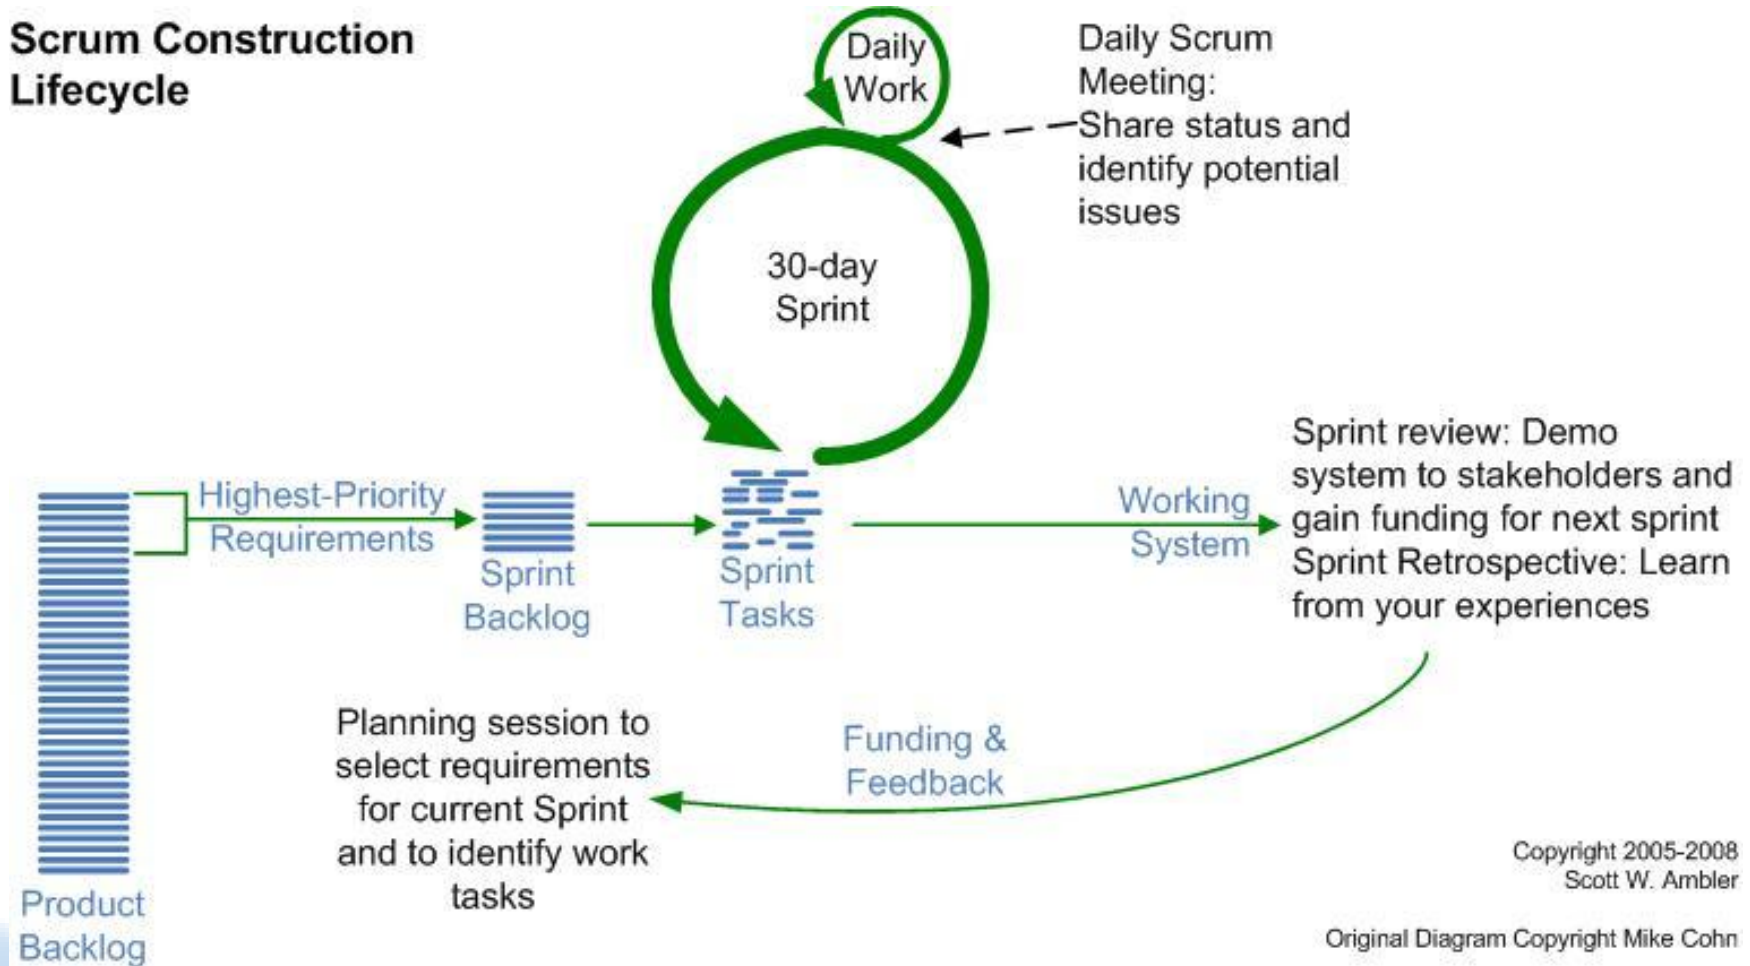 Scrum Construction
Lifecycle
Daily
Work
Daily Scrum
Meeting:
Share status and
identify potential
issues
30-day
Sprint
Highest-Priority
Requirements
Sprint
Backlog
Sprint
Tasks
Working
System
Sprint review: Demo
system to stakeholders and
gain funding for next sprint
Sprint Retrospective: Learn
from your experiences
Planning session to
select requirements
for current Sprint
and to identify work
tasks
Funding &
Feedback
Product
Backlog
Copyright 2005-2008
Scott W. Ambler
Original Diagram Copyright Mike Cohn